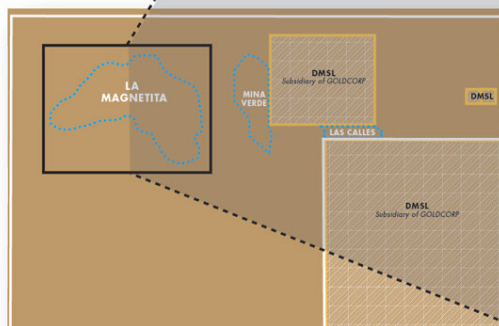 LA
MAGNETITA
MINA
VERDE
DMSL
Subsidiary of GOLDCORP
DMSL
LAS CALLES
DMSL
Subsidiary of GOLDCORP